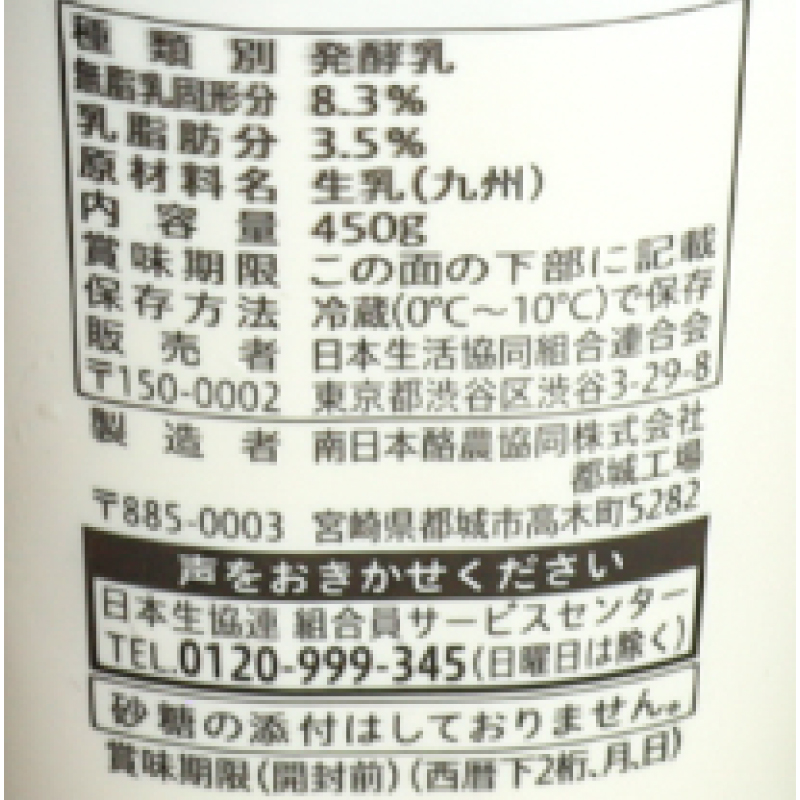 種類別 発酵乳
無脂乳固形分 8.3%
乳脂肪分 3.5%
原材料名 生乳(九州)
内容量 450g
賞味期限 この面の下部に記載
保存方法 冷蔵(0℃〜10℃)で保存
販売者 日本生活協同組合連合会
〒150-0002 東京都渋谷区渋谷3-29-8
製造者 南日本酪農協同株式会社
都城工場
〒885-0003 宮崎県都城市高木町5282
声をおきかせください
日本生協連 組合員サービスセンター
TEL.0120-999-345(日曜日は除く)
砂糖の添付はしておりません。
賞味期限(開封前)(西暦下2桁、月、日)